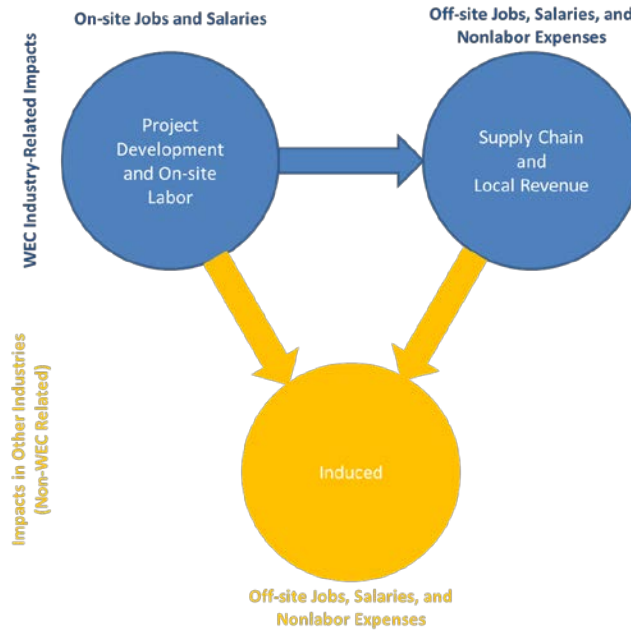 On-site Jobs and Salaries
Off-site Jobs, Salaries, and
Nonlabor Expenses
WEC Industry-Related Impacts
Project
Development
and On-site
Labor
Supply Chain
and
Local Revenue
Impacts in Other Industries
(Non-WEC Related)
Induced
Off-site Jobs, Salaries, and
Nonlabor Expenses